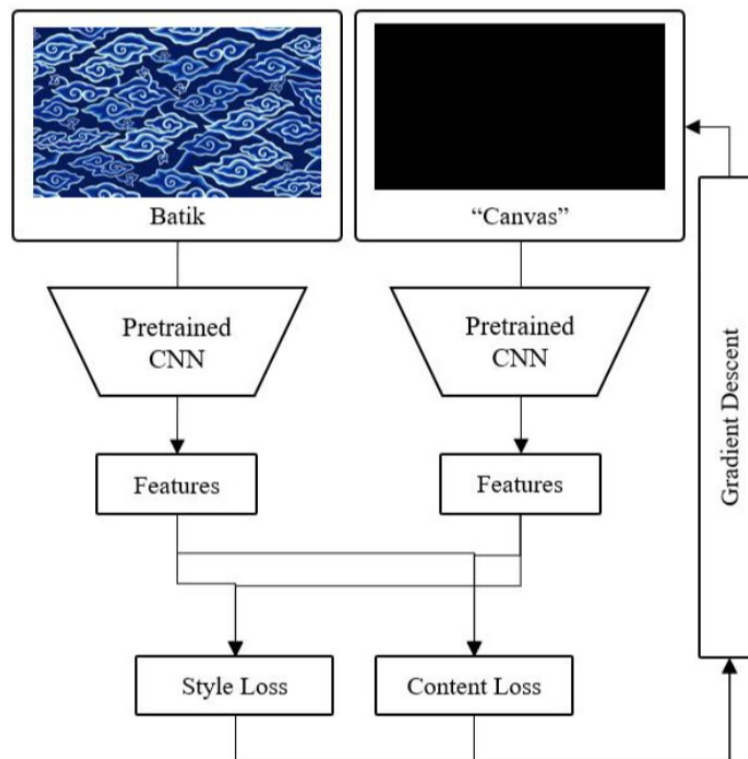 Batik
“Canvas”
Pretrained
CNN
Pretrained
CNN
Features
Features
Style Loss
Content Loss
Gradient Descent